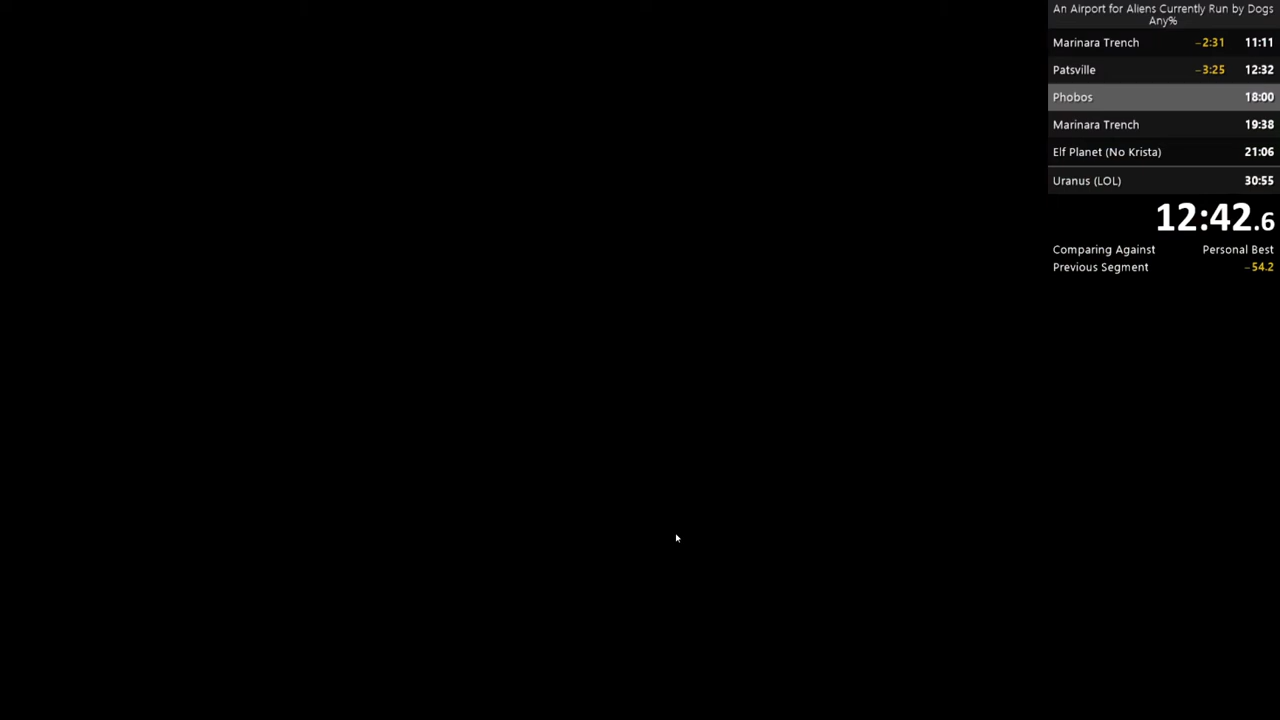 An Airport for Aliens Currently Run by Dogs
Any%
Marinara Trench −2:31 11:11
Patsville −3:25 12:32
Phobos 18:00
Marinara Trench 19:38
Elf Planet (No Krista) 21:06
Uranus (LOL) 30:55
12:42.6
Comparing Against Personal Best
Previous Segment −54.2